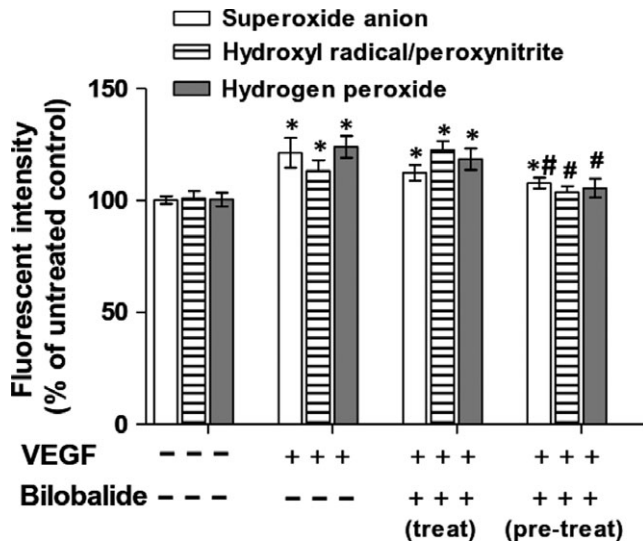 Superoxide anion
Hydroxyl radical/peroxynitrite
Hydrogen peroxide
Fluorescent intensity
(% of untreated control)
150
100
50
0
* * *
* * *
*# # #
VEGF - - - + + + + + + + + +
Bilobalide - - - - - - + + + + + +
(treat) (pre-treat)